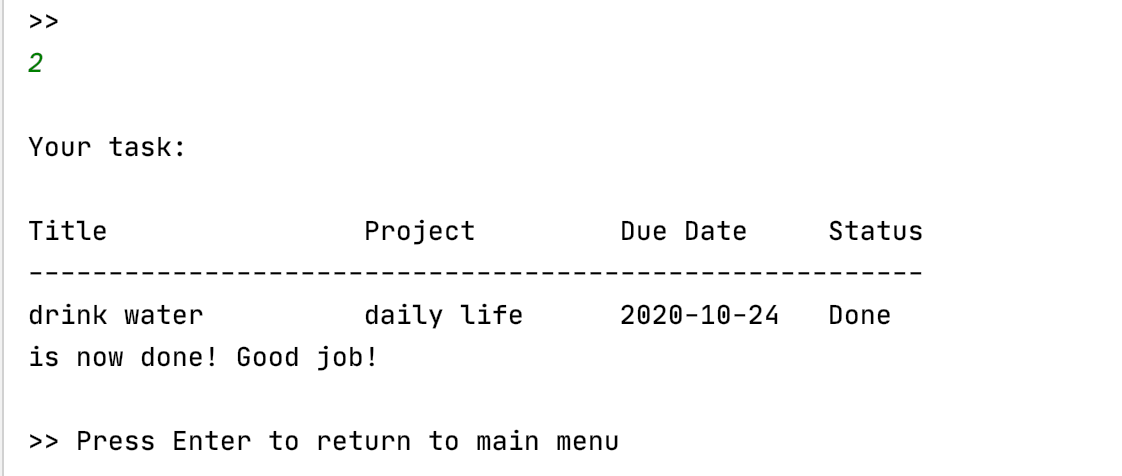 >>
2
Your task:
Title Project Due Date Status
--------------------------------------------------------
drink water daily life 2020-10-24 Done
is now done! Good job!
>> Press Enter to return to main menu